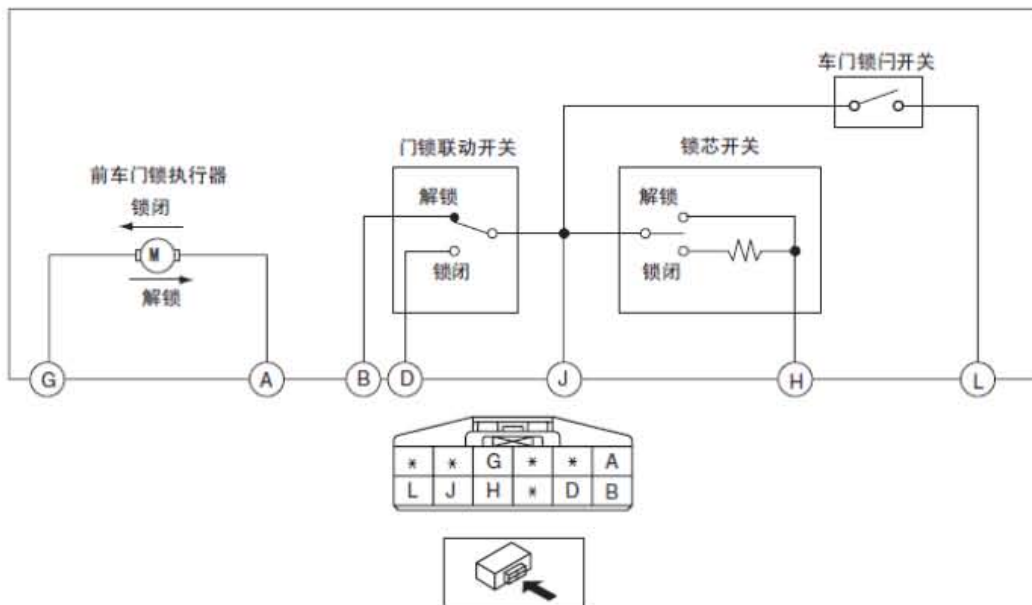 车门锁闩开关
门锁联动开关
锁芯开关
前车门锁执行器
锁闭
M
解锁
解锁
锁闭
解锁
锁闭
G A B D J H L
* * G * * A
L J H * D B